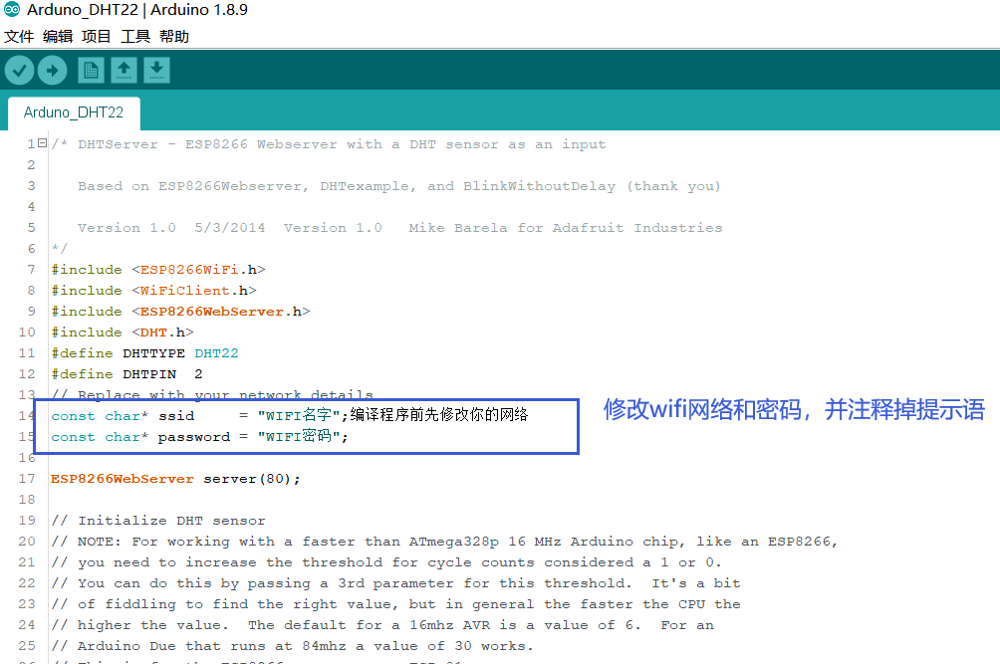 Arduno_DHT22 | Arduino 1.8.9
文件 编辑 项目 工具 帮助
Arduno_DHT22
1 /* DHTServer - ESP8266 Webserver with a DHT sensor as an input
2
3 Based on ESP8266Webserver, DHTexample, and BlinkWithoutDelay (thank you)
4
5 Version 1.0 5/3/2014 Version 1.0 Mike Barela for Adafruit Industries
6 */
7 #include <ESP8266WiFi.h>
8 #include <WiFiClient.h>
9 #include <ESP8266WebServer.h>
10 #include <DHT.h>
11 #define DHTTYPE DHT22
12 #define DHTPIN 2
13 // Replace with your network details
14 const char* ssid = "WIFI名字";编译程序前先修改你的网络
修改wifi网络和密码，并注释掉提示语
15 const char* password = "WIFI密码";
16
17 ESP8266WebServer server(80);
18
19 // Initialize DHT sensor
20 // NOTE: For working with a faster than ATmega328p 16 MHz Arduino chip, like an ESP8266,
21 // you need to increase the threshold for cycle counts considered a 1 or 0.
22 // You can do this by passing a 3rd parameter for this threshold. It's a bit
23 // of fiddling to find the right value, but in general the faster the CPU the
24 // higher the value. The default for a 16mhz AVR is a value of 6. For an
25 // Arduino Due that runs at 84mhz a value of 30 works.